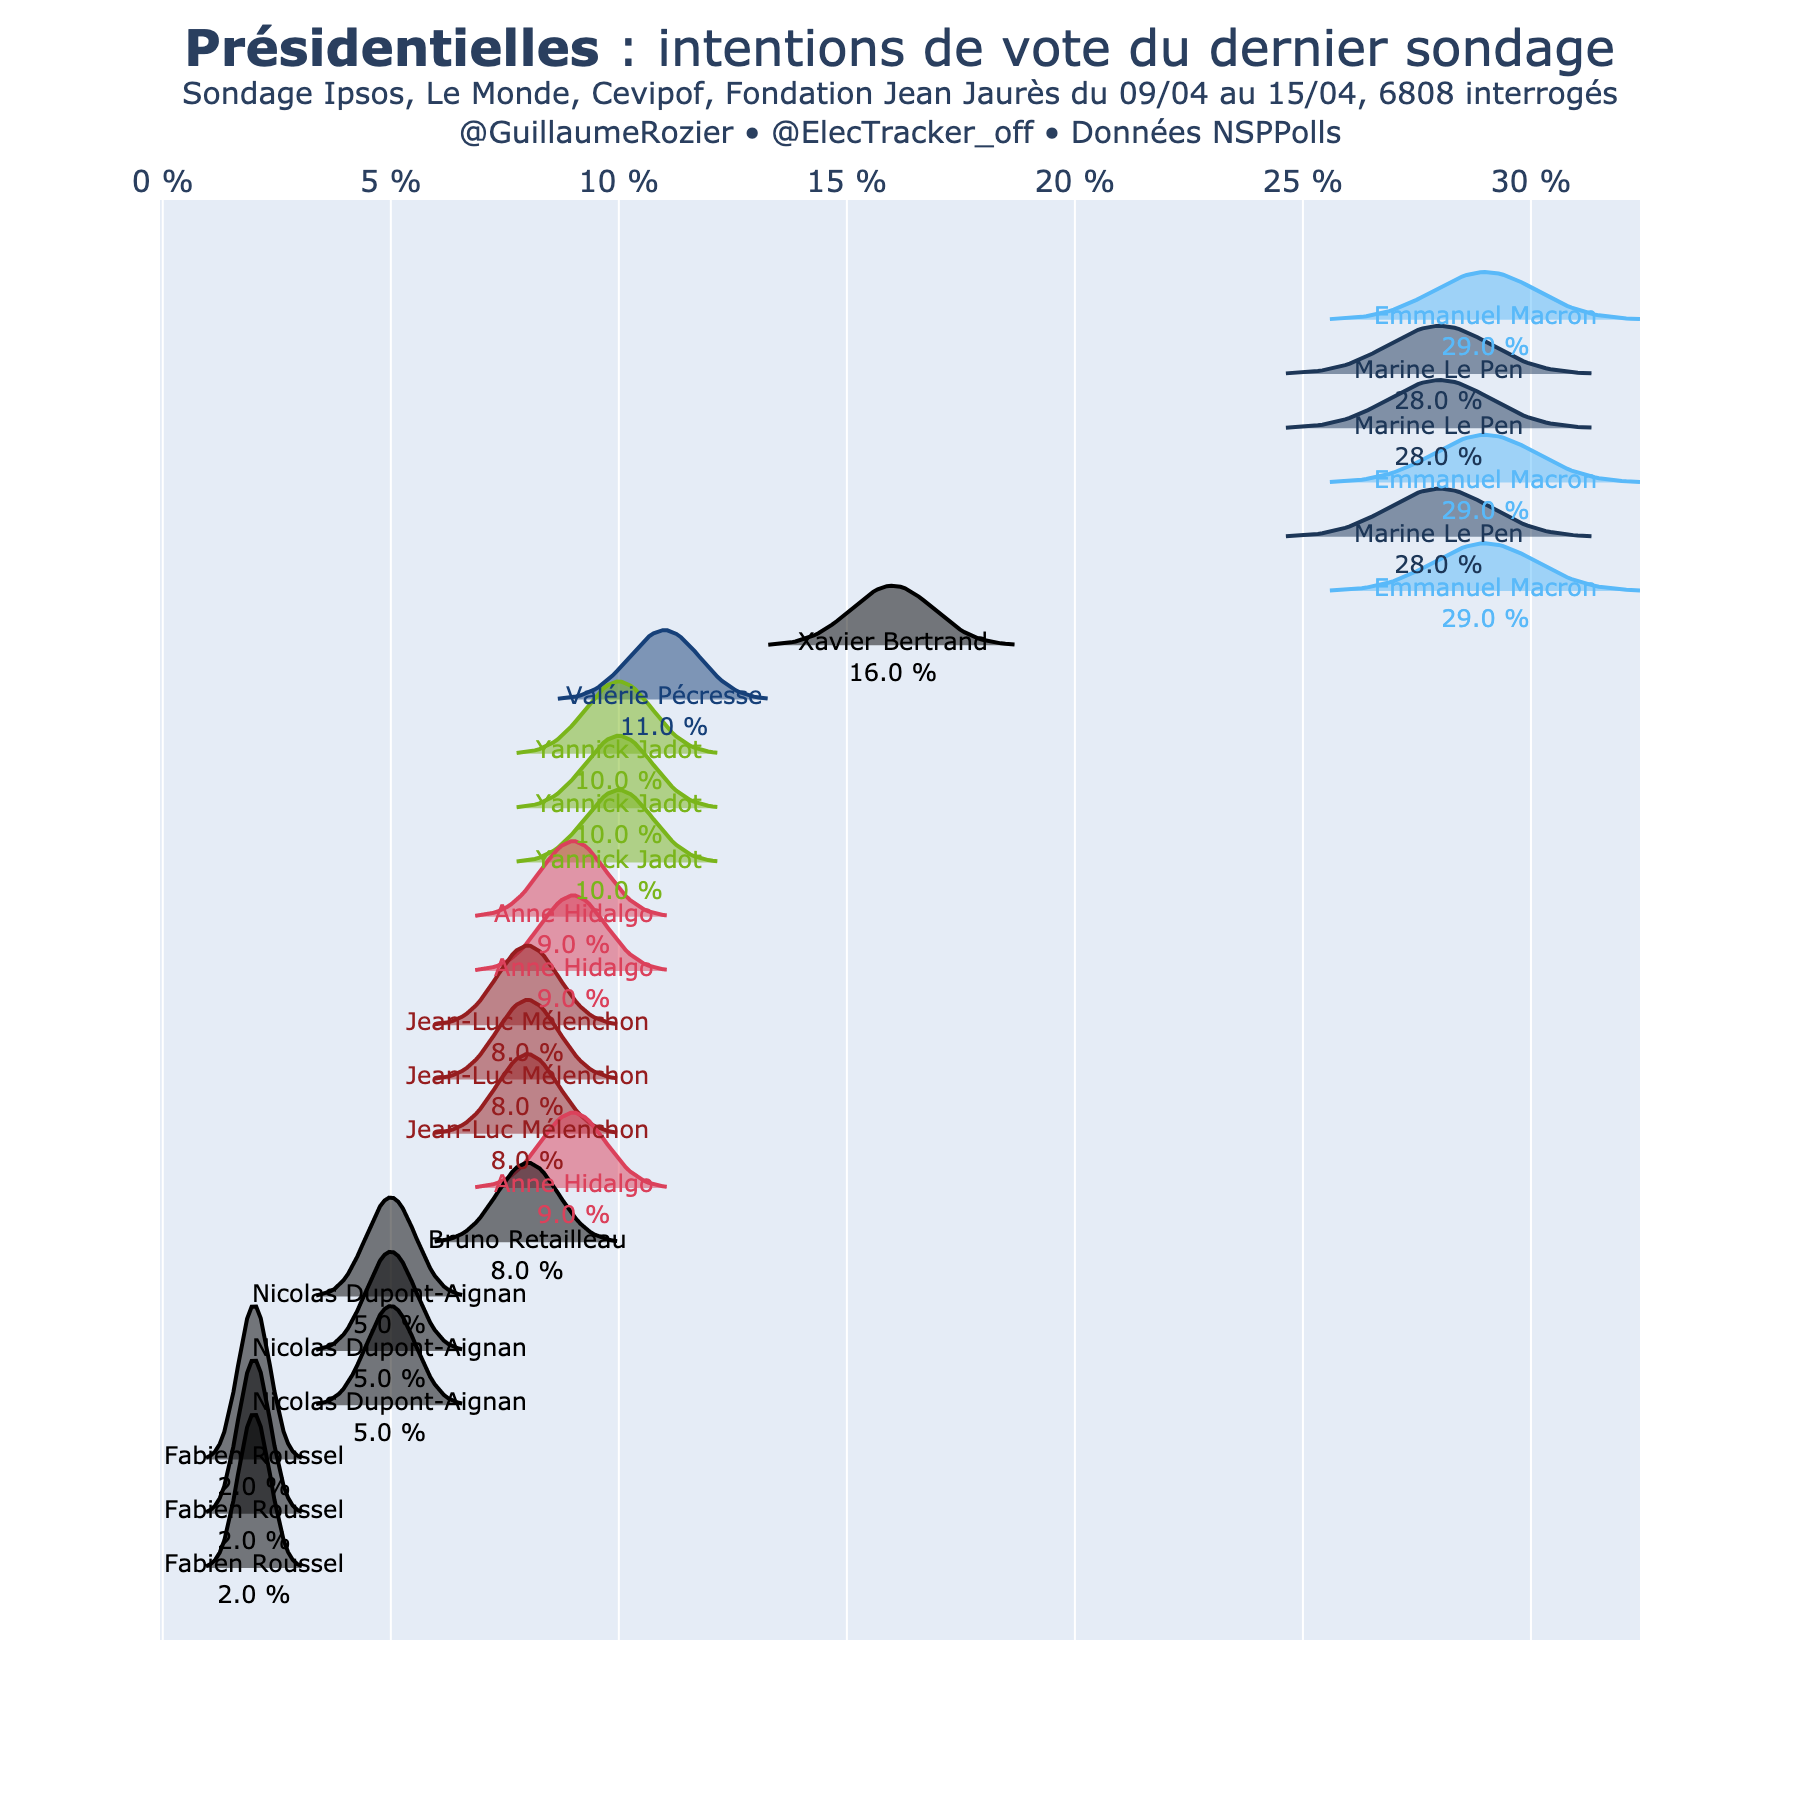 Présidentielles : intentions de vote du dernier sondage
Sondage Ipsos, Le Monde, Cevipof, Fondation Jean Jaurès du 09/04 au 15/04, 6808 interrogés
@GuillaumeRozier • @ElecTracker_off • Données NSPPolls
0 % 5 % 10 % 15 % 20 % 25 % 30 %
Emmanuel Macron
29.0 %
Marine Le Pen
28.0 %
Marine Le Pen
28.0 %
Emmanuel Macron
29.0 %
Marine Le Pen
28.0 %
Emmanuel Macron
29.0 %
Xavier Bertrand
16.0 %
Valérie Pécresse
11.0 %
Yannick Jadot
10.0 %
Yannick Jadot
10.0 %
Yannick Jadot
10.0 %
Anne Hidalgo
9.0 %
Anne Hidalgo
9.0 %
Jean-Luc Mélenchon
8.0 %
Jean-Luc Mélenchon
8.0 %
Jean-Luc Mélenchon
8.0 %
Anne Hidalgo
9.0 %
Bruno Retailleau
8.0 %
Nicolas Dupont-Aignan
5.0 %
Nicolas Dupont-Aignan
5.0 %
Nicolas Dupont-Aignan
5.0 %
Fabien Roussel
2.0 %
Fabien Roussel
2.0 %
Fabien Roussel
2.0 %